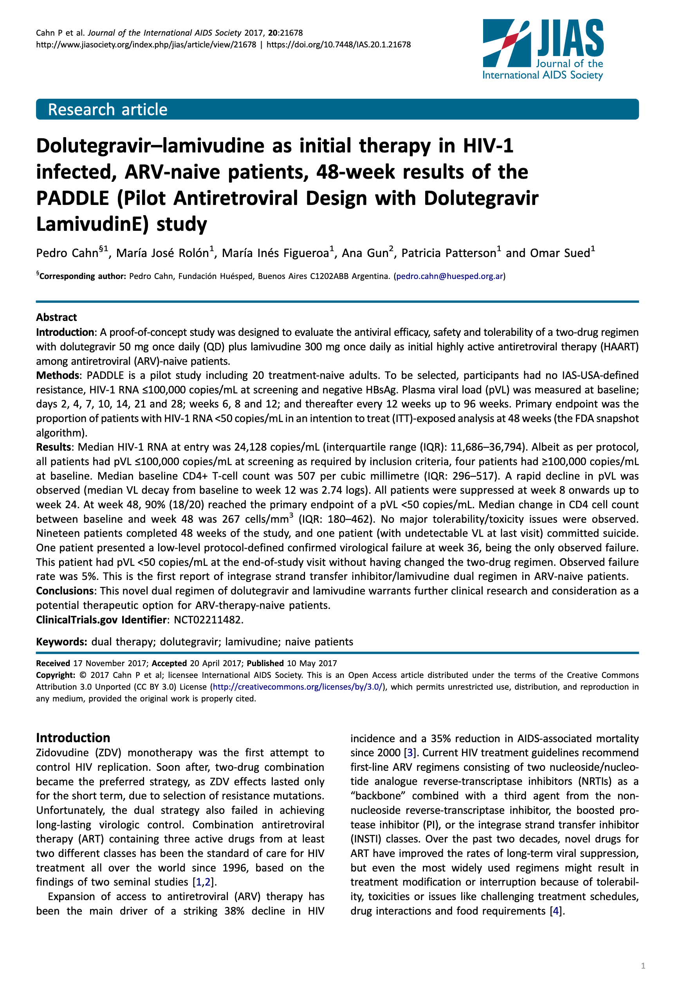 Cahn P et al. Journal of the International AIDS Society 2017, 20:21678
http://www.jiasociety.org/index.php/jias/article/view/21678 | https://doi.org/10.7448/IAS.20.1.21678
JIAS
Journal of the
International AIDS Society
Research article
Dolutegravir–lamivudine as initial therapy in HIV-1
infected, ARV-naive patients, 48-week results of the
PADDLE (Pilot Antiretroviral Design with Dolutegravir
LamivudinE) study
Pedro Cahn§1, María José Rolón1, María Inés Figueroa1, Ana Gun2, Patricia Patterson1 and Omar Sued1
§Corresponding author: Pedro Cahn, Fundación Huésped, Buenos Aires C1202ABB Argentina. (pedro.cahn@huesped.org.ar)
Abstract
Introduction: A proof-of-concept study was designed to evaluate the antiviral efficacy, safety and tolerability of a two-drug regimen
with dolutegravir 50 mg once daily (QD) plus lamivudine 300 mg once daily as initial highly active antiretroviral therapy (HAART)
among antiretroviral (ARV)-naive patients.
Methods: PADDLE is a pilot study including 20 treatment-naive adults. To be selected, participants had no IAS-USA-defined
resistance, HIV-1 RNA ≤100,000 copies/mL at screening and negative HBsAg. Plasma viral load (pVL) was measured at baseline;
days 2, 4, 7, 10, 14, 21 and 28; weeks 6, 8 and 12; and thereafter every 12 weeks up to 96 weeks. Primary endpoint was the
proportion of patients with HIV-1 RNA <50 copies/mL in an intention to treat (ITT)-exposed analysis at 48 weeks (the FDA snapshot
algorithm).
Results: Median HIV-1 RNA at entry was 24,128 copies/mL (interquartile range (IQR): 11,686–36,794). Albeit as per protocol,
all patients had pVL ≤100,000 copies/mL at screening as required by inclusion criteria, four patients had ≥100,000 copies/mL
at baseline. Median baseline CD4+ T-cell count was 507 per cubic millimetre (IQR: 296–517). A rapid decline in pVL was
observed (median VL decay from baseline to week 12 was 2.74 logs). All patients were suppressed at week 8 onwards up to
week 24. At week 48, 90% (18/20) reached the primary endpoint of a pVL <50 copies/mL. Median change in CD4 cell count
between baseline and week 48 was 267 cells/mm3 (IQR: 180–462). No major tolerability/toxicity issues were observed.
Nineteen patients completed 48 weeks of the study, and one patient (with undetectable VL at last visit) committed suicide.
One patient presented a low-level protocol-defined confirmed virological failure at week 36, being the only observed failure.
This patient had pVL <50 copies/mL at the end-of-study visit without having changed the two-drug regimen. Observed failure
rate was 5%. This is the first report of integrase strand transfer inhibitor/lamivudine dual regimen in ARV-naive patients.
Conclusions: This novel dual regimen of dolutegravir and lamivudine warrants further clinical research and consideration as a
potential therapeutic option for ARV-therapy-naive patients.
ClinicalTrials.gov Identifier: NCT02211482.
Keywords: dual therapy; dolutegravir; lamivudine; naive patients
Received 17 November 2017; Accepted 20 April 2017; Published 10 May 2017
Copyright: © 2017 Cahn P et al; licensee International AIDS Society. This is an Open Access article distributed under the terms of the Creative Commons
Attribution 3.0 Unported (CC BY 3.0) License (http://creativecommons.org/licenses/by/3.0/), which permits unrestricted use, distribution, and reproduction in
any medium, provided the original work is properly cited.
Introduction
Zidovudine (ZDV) monotherapy was the first attempt to
control HIV replication. Soon after, two-drug combination
became the preferred strategy, as ZDV effects lasted only
for the short term, due to selection of resistance mutations.
Unfortunately, the dual strategy also failed in achieving
long-lasting virologic control. Combination antiretroviral
therapy (ART) containing three active drugs from at least
two different classes has been the standard of care for HIV
treatment all over the world since 1996, based on the
findings of two seminal studies [1,2].
Expansion of access to antiretroviral (ARV) therapy has
been the main driver of a striking 38% decline in HIV
incidence and a 35% reduction in AIDS-associated mortality
since 2000 [3]. Current HIV treatment guidelines recommend
first-line ARV regimens consisting of two nucleoside/nucleo-
tide analogue reverse-transcriptase inhibitors (NRTIs) as a
“backbone” combined with a third agent from the non-
nucleoside reverse-transcriptase inhibitor, the boosted pro-
tease inhibitor (PI), or the integrase strand transfer inhibitor
(INSTI) classes. Over the past two decades, novel drugs for
ART have improved the rates of long-term viral suppression,
but even the most widely used regimens might result in
treatment modification or interruption because of tolerabil-
ity, toxicities or issues like challenging treatment schedules,
drug interactions and food requirements [4].
1